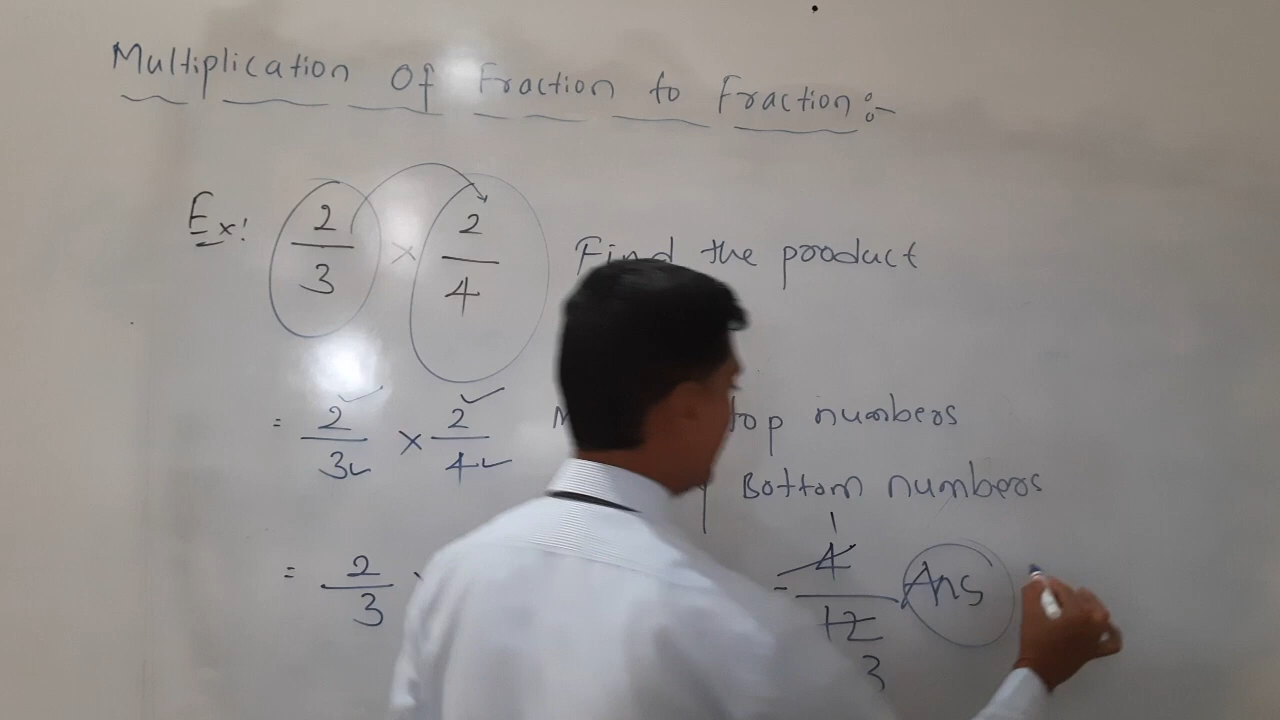 Multiplication Of Fraction to Fraction:-
Ex: 2/3 × 2/4 Find the product
= 2/3 × 2/4 top numbers
Bottom numbers
= 2/3 = 4/12 Ans
1
3